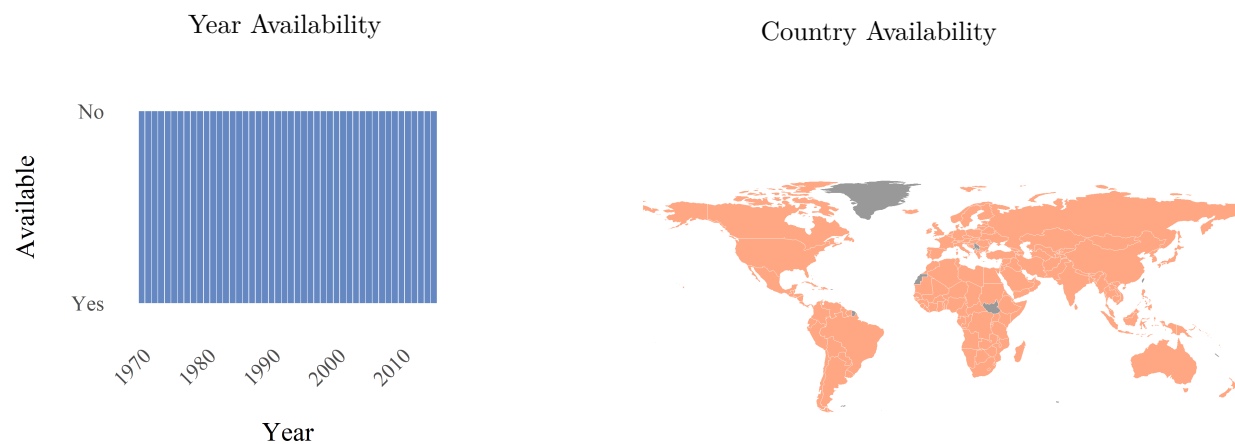 Year Availability
Country Availability
No
Available
Yes
1970
1980
1990
2000
2010
Year